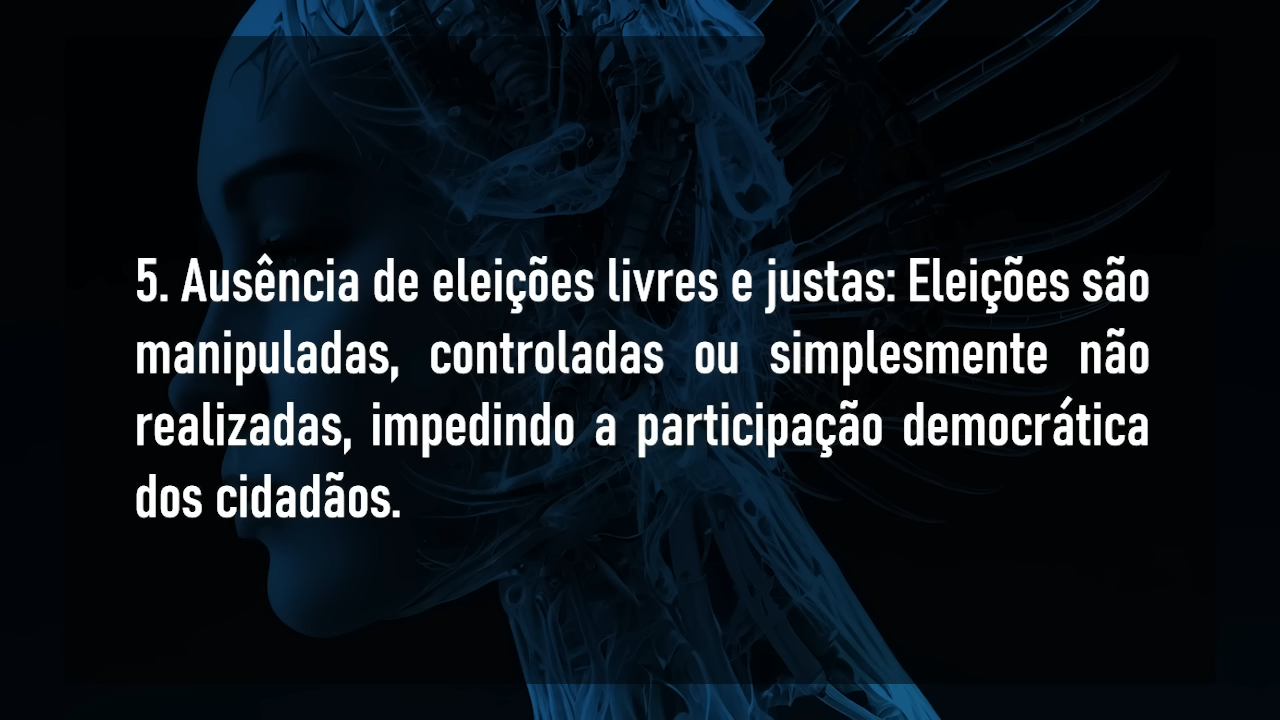 5. Ausência de eleições livres e justas: Eleições são
manipuladas, controladas ou simplesmente não
realizadas, impedindo a participação democrática
dos cidadãos.